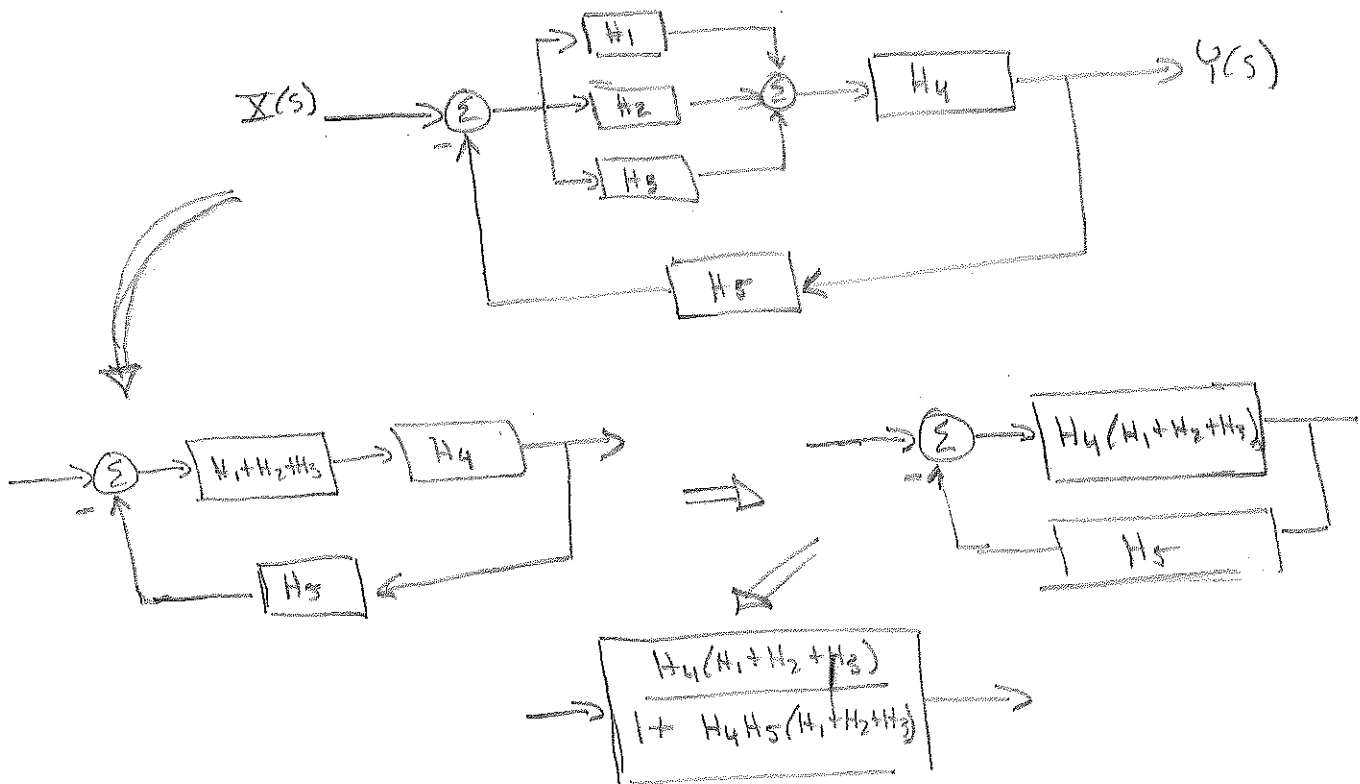 H1
X(s) Σ H2 Σ H4 Y(s)
-
H3
H5
Σ H1+H2+H3 H4
-
H5
Σ H4(H1+H2+H3)
-
H5
H4(H1+H2+H3)
1+ H4H5(H1+H2+H3)